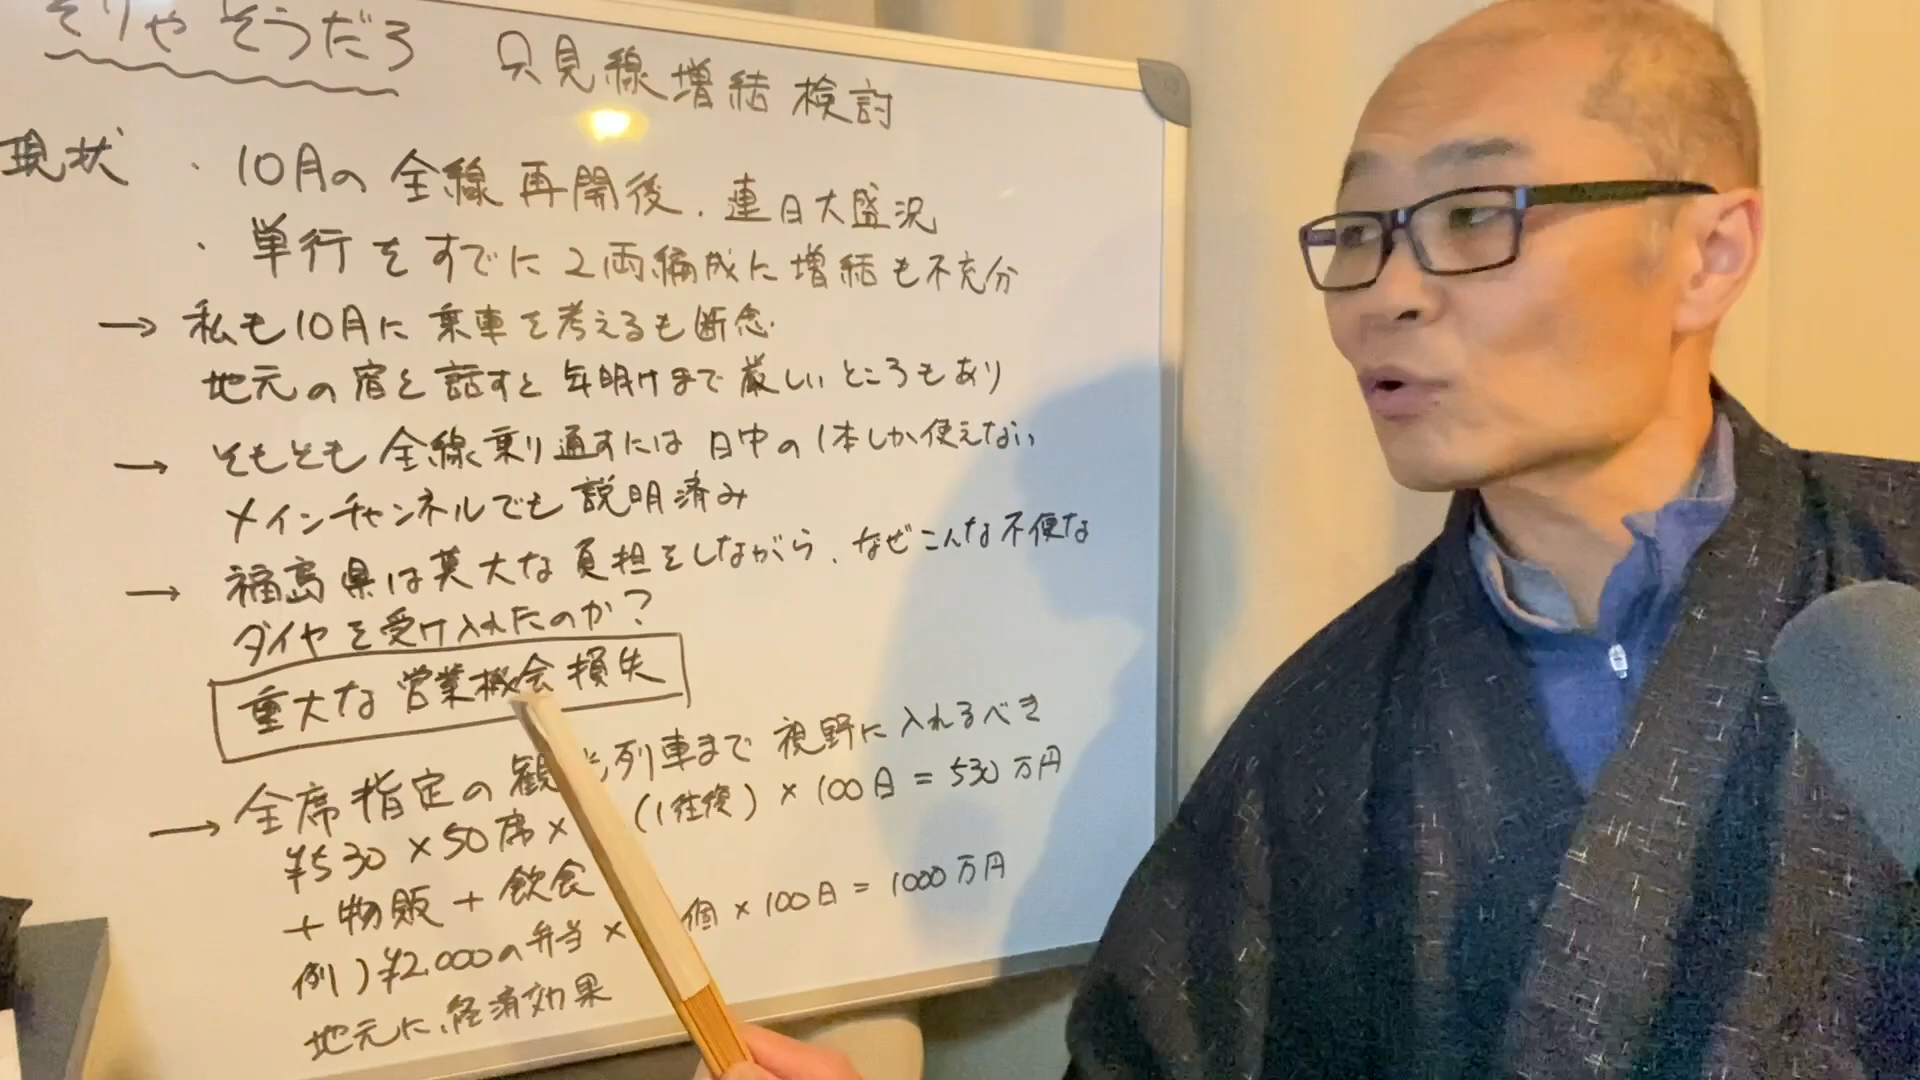 そりゃそうだろ 只見線増結検討
現状 ・10月の全線再開後、連日大盛況
・単行をすでに2両編成に増結も不充分
→ 私も10月に乗車を考えるも断念
地元の宿と話すと年明けまで厳しいところもあり
→ そもそも全線乗り通すには日中の1本しか使えない
メインチャンネルでも説明済み
→ 福島県は莫大な負担をしながら、なぜこんな不便な
ダイヤを受け入れたのか?
重大な営業機会損失
→ 全席指定の観光列車まで視野に入れるべき
¥530×50席× (1往復)×100日=530万円
+物販+飲食
例)¥2,000の弁当× 個×100日=1000万円
地元に経済効果